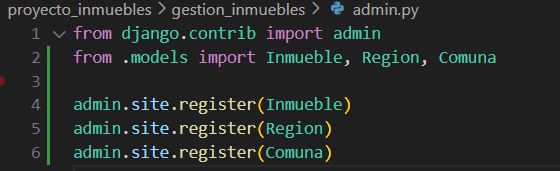 proyecto_inmuebles > gestion_inmuebles > admin.py
1 from django.contrib import admin
2 from .models import Inmueble, Region, Comuna
3
4 admin.site.register(Inmueble)
5 admin.site.register(Region)
6 admin.site.register(Comuna)